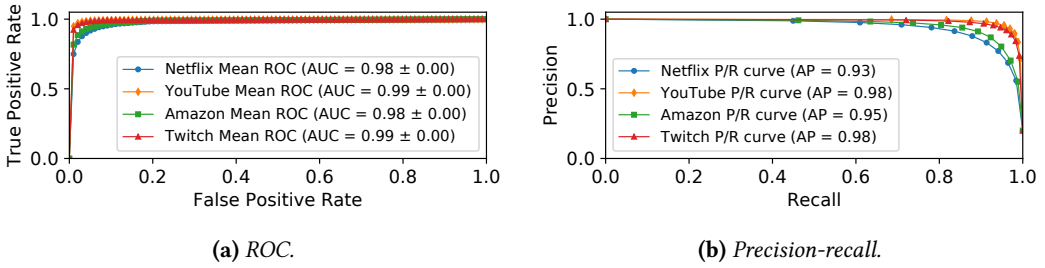 True Positive Rate
1.0
0.5
0.0
Netflix Mean ROC (AUC = 0.98 ± 0.00)
YouTube Mean ROC (AUC = 0.99 ± 0.00)
Amazon Mean ROC (AUC = 0.98 ± 0.00)
Twitch Mean ROC (AUC = 0.99 ± 0.00)
0.0 0.2 0.4 0.6 0.8 1.0
False Positive Rate
(a) ROC.
Precision
1.0
0.5
0.0
Netflix P/R curve (AP = 0.93)
YouTube P/R curve (AP = 0.98)
Amazon P/R curve (AP = 0.95)
Twitch P/R curve (AP = 0.98)
0.0 0.2 0.4 0.6 0.8 1.0
Recall
(b) Precision-recall.